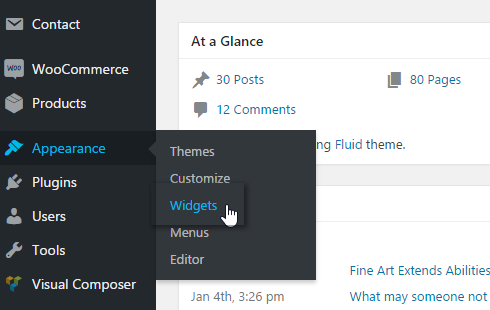 Contact
WOO
WooCommerce
Products
Appearance
Plugins
Users
Tools
Visual Composer
Themes
Customize
Widgets
Menus
Editor
At a Glance
30 Posts
80 Pages
12 Comments
Fluid theme.
Fine Art Extends Abilities
Jan 4th, 3:26 pm
What may someone not